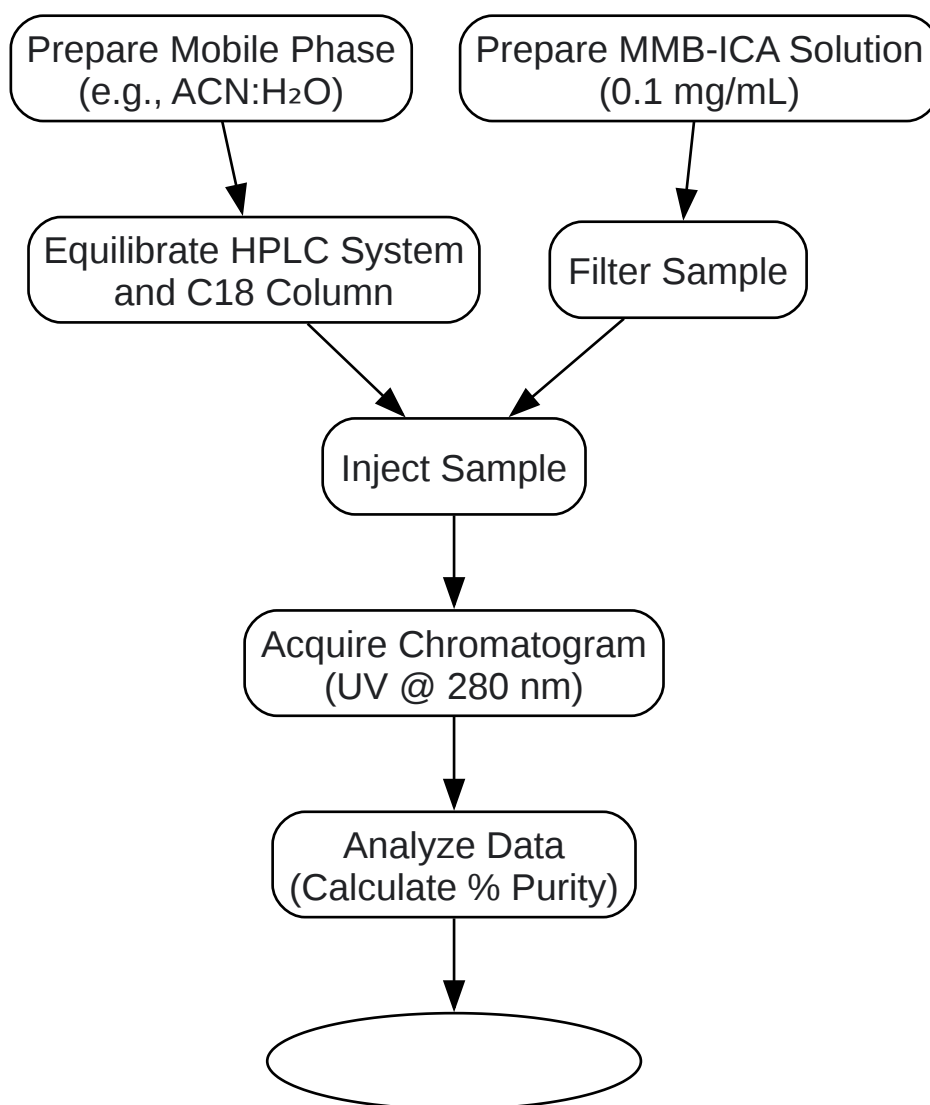 Prepare Mobile Phase
(e.g., ACN:H₂O)
Prepare MMB-ICA Solution
(0.1 mg/mL)
Equilibrate HPLC System
and C18 Column
Filter Sample
Inject Sample
Acquire Chromatogram
(UV @ 280 nm)
Analyze Data
(Calculate % Purity)